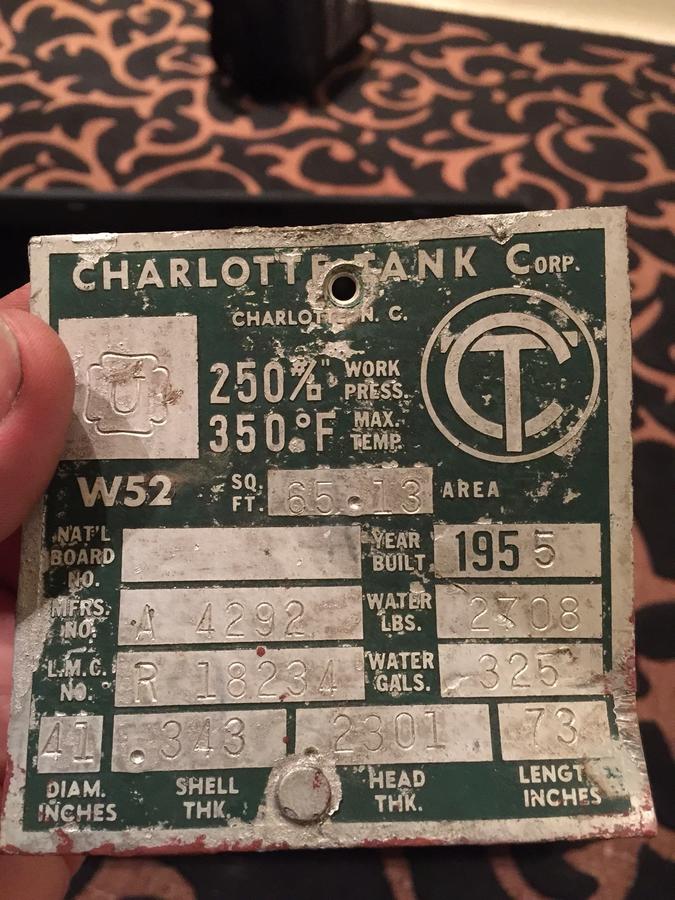 CHARLOTTE TANK CORP.
CHARLOTTE, N. C.
U
250#/□" WORK PRESS.
350°F MAX. TEMP.
CT
W52 SQ. FT. 65.13 AREA
NAT'L BOARD NO. YEAR BUILT 1955
MFRS. NO. A 4292 WATER LBS. 2708
L.M.C. NO. R 18234 WATER GALS. 325
41 .343 .2301 73
DIAM. INCHES SHELL THK. HEAD THK. LENGTH INCHES